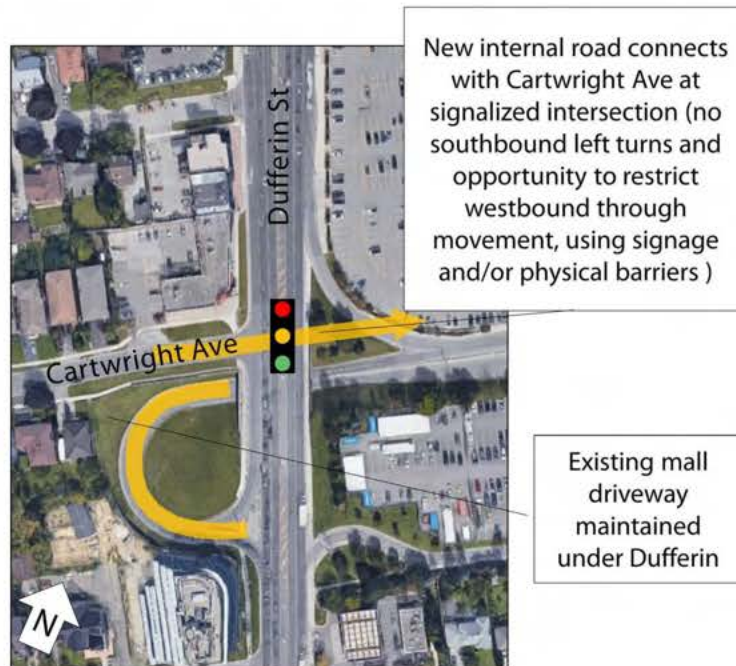 New internal road connects
with Cartwright Ave at
signalized intersection (no
southbound left turns and
opportunity to restrict
westbound through
movement, using signage
and/or physical barriers )
Dufferin St
Cartwright Ave
Existing mall
driveway
maintained
under Dufferin
N